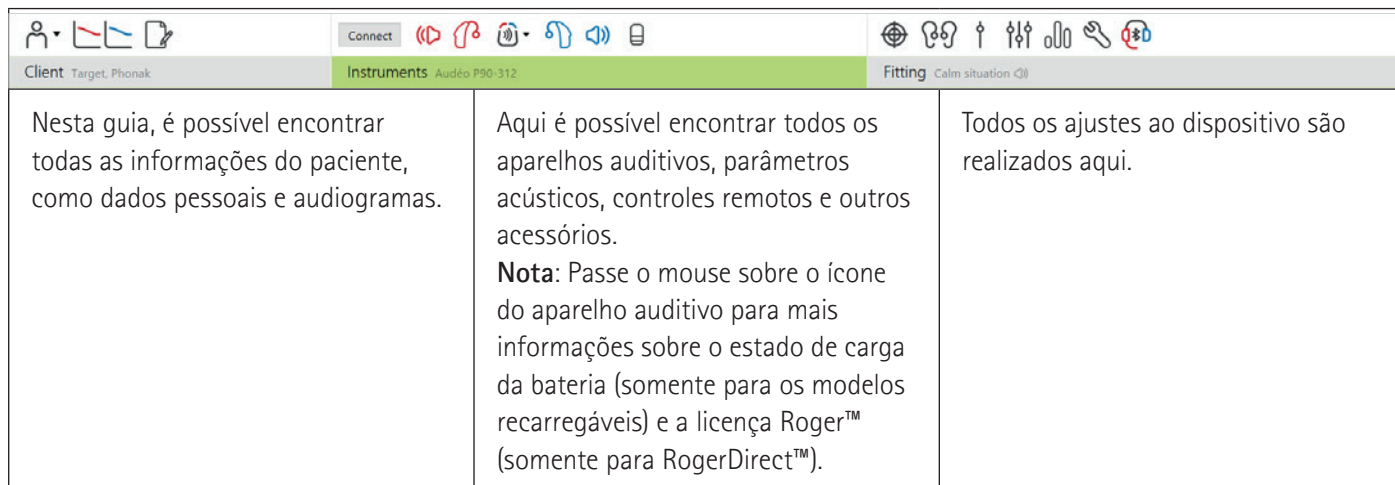 Connect
Client Target, Phonak
Instruments Audéo P90-312
Fitting Calm situation
Nesta guia, é possível encontrar
todas as informações do paciente,
como dados pessoais e audiogramas.
Aqui é possível encontrar todos os
aparelhos auditivos, parâmetros
acústicos, controles remotos e outros
acessórios.
Nota: Passe o mouse sobre o ícone
do aparelho auditivo para mais
informações sobre o estado de carga
da bateria (somente para os modelos
recarregáveis) e a licença Roger™
(somente para RogerDirect™).
Todos os ajustes ao dispositivo são
realizados aqui.